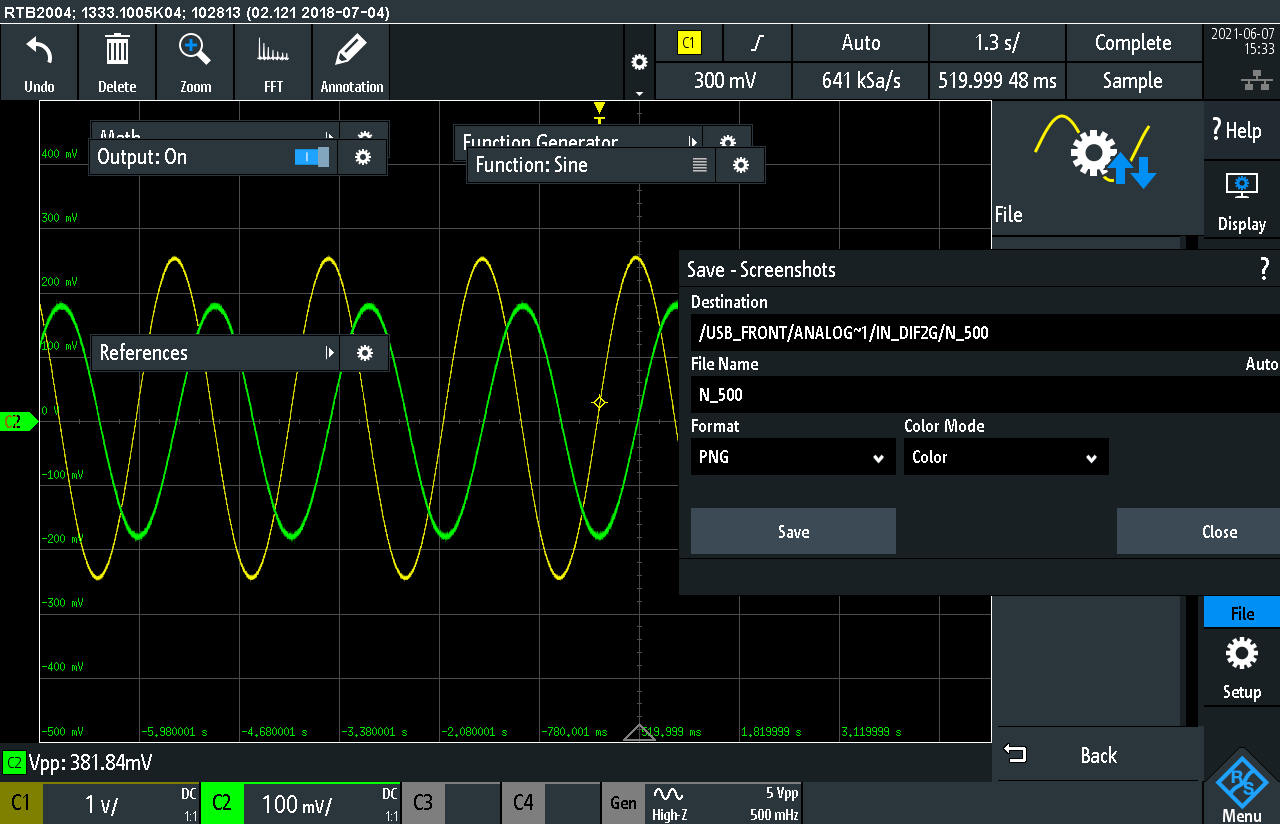 RTB2004; 1333.1005K04; 102813 (02.121 2018-07-04)
Undo
Delete
Zoom
FFT
Annotation
C1
Auto
1.3 s/
Complete
300 mV
641 kSa/s
519.999 48 ms
Sample
2021-06-07
15:33
Math
Output: On
Function Generator
Function: Sine
References
400 mV
300 mV
200 mV
100 mV
0 V
-100 mV
-200 mV
-300 mV
-400 mV
-500 mV
C2
T
-5.980001 s
-4.680001 s
-3.380001 s
-2.080001 s
-780.001 ms
519.999 ms
1.819999 s
3.119999 s
File
? Help
Display
Save - Screenshots
?
Destination
/USB_FRONT/ANALOG~1/IN_DIF2G/N_500
File Name
Auto
N_500
Format
Color Mode
PNG
Color
Save
Close
File
Setup
Back
Menu
R&S
C2 Vpp: 381.84mV
C1
1 V/
DC
1:1
C2
100 mV/
DC
1:1
C3
C4
Gen
High-Z
5 Vpp
500 mHz